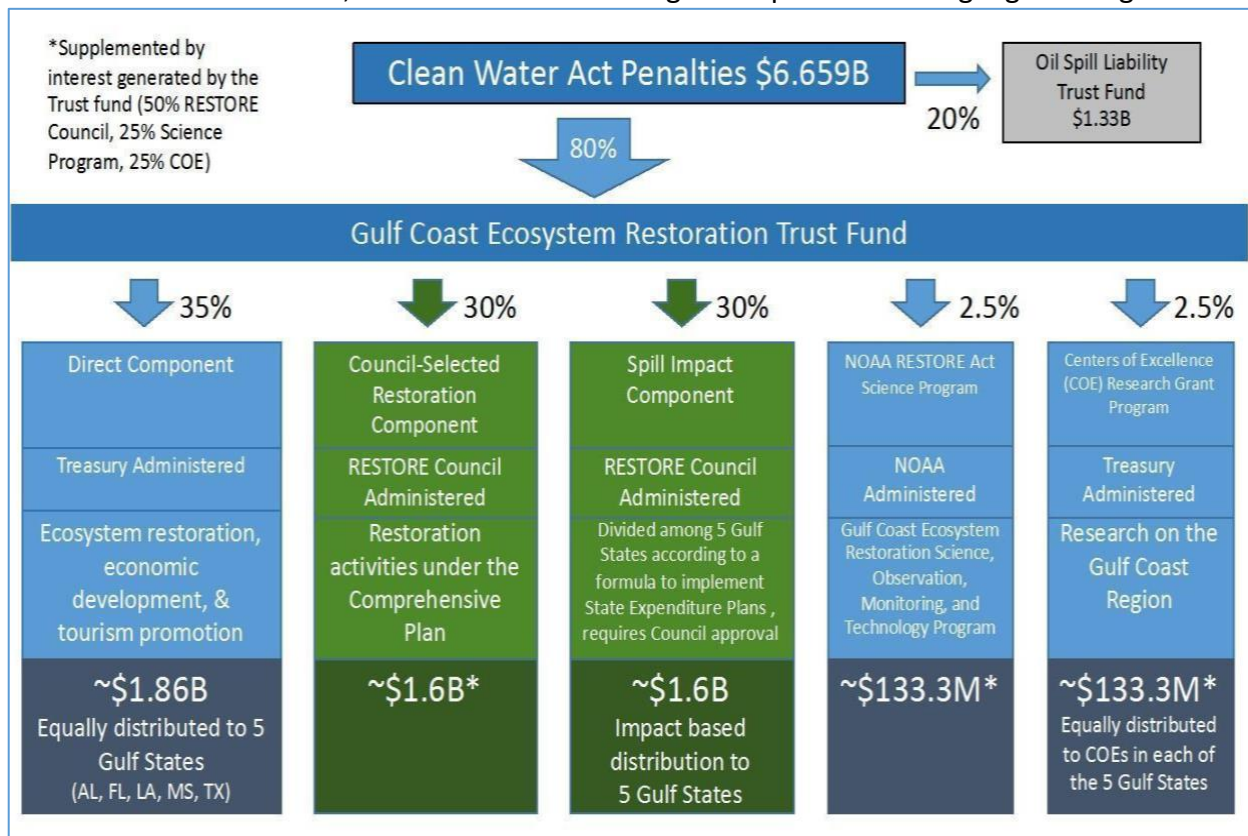 *Supplemented by
interest generated by the
Trust fund (50% RESTORE
Council, 25% Science
Program, 25% COE)
Clean Water Act Penalties $6.659B
20%
Oil Spill Liability
Trust Fund
$1.33B
80%
Gulf Coast Ecosystem Restoration Trust Fund
35%
30%
30%
2.5%
2.5%
Direct Component
Treasury Administered
Ecosystem restoration,
economic
development, &
tourism promotion
~$1.86B
Equally distributed to 5
Gulf States
(AL, FL, LA, MS, TX)
Council-Selected
Restoration
Component
RESTORE Council
Administered
Restoration
activities under the
Comprehensive
Plan
~$1.6B*
Spill Impact
Component
RESTORE Council
Administered
Divided among 5 Gulf
States according to a
formula to implement
State Expenditure Plans ,
requires Council approval
~$1.6B
Impact based
distribution to
5 Gulf States
NOAA RESTORE Act
Science Program
NOAA
Administered
Gulf Coast Ecosystem
Restoration Science,
Observation,
Monitoring, and
Technology Program
~$133.3M*
Centers of Excellence
(COE) Research Grant
Program
Treasury
Administered
Research on the
Gulf Coast
Region
~$133.3M*
Equally distributed
to COEs in each of
the 5 Gulf States